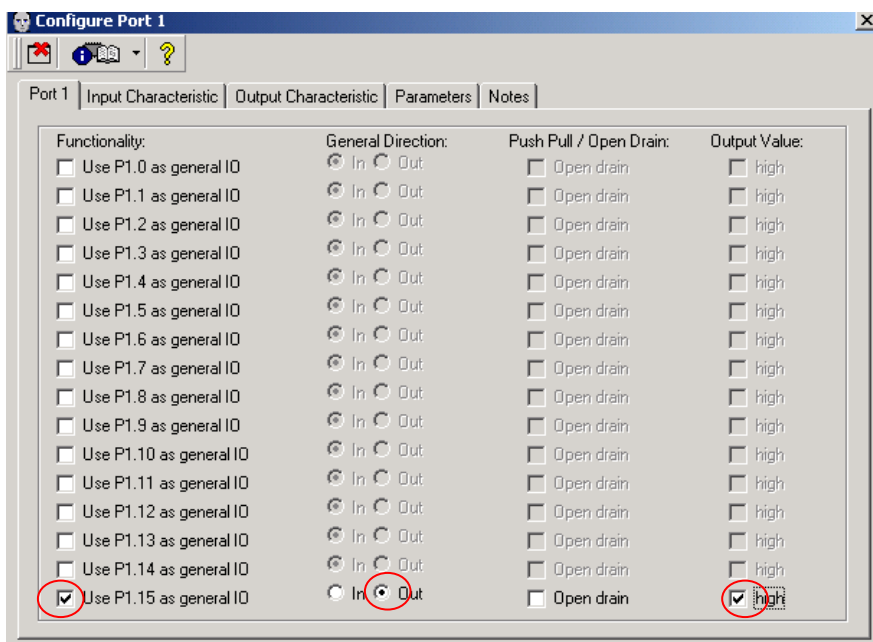 Configure Port 1
Port 1 Input Characteristic Output Characteristic Parameters Notes
Functionality: General Direction: Push Pull / Open Drain: Output Value:
Use P1.0 as general IO In Out Open drain high
Use P1.1 as general IO In Out Open drain high
Use P1.2 as general IO In Out Open drain high
Use P1.3 as general IO In Out Open drain high
Use P1.4 as general IO In Out Open drain high
Use P1.5 as general IO In Out Open drain high
Use P1.6 as general IO In Out Open drain high
Use P1.7 as general IO In Out Open drain high
Use P1.8 as general IO In Out Open drain high
Use P1.9 as general IO In Out Open drain high
Use P1.10 as general IO In Out Open drain high
Use P1.11 as general IO In Out Open drain high
Use P1.12 as general IO In Out Open drain high
Use P1.13 as general IO In Out Open drain high
Use P1.14 as general IO In Out Open drain high
Use P1.15 as general IO In Out Open drain high